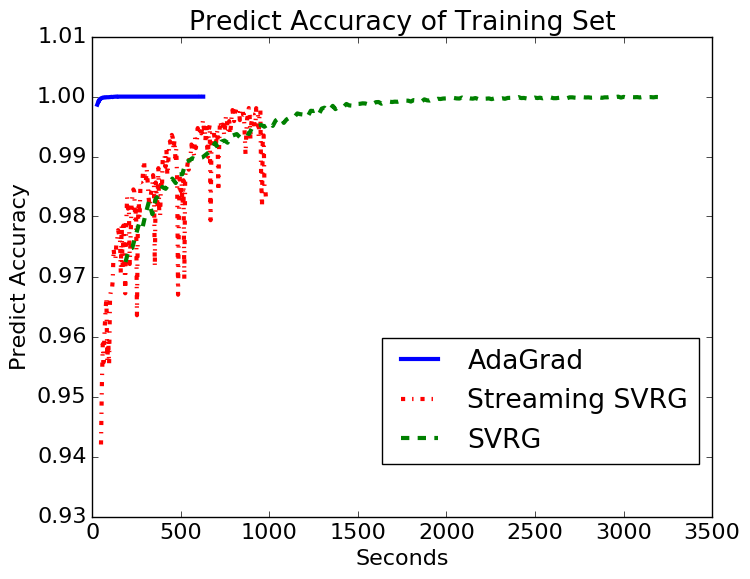 Predict Accuracy of Training Set
1.01
1.00
0.99
0.98
0.97
0.96
0.95
0.94
0.93
Predict Accuracy
AdaGrad
Streaming SVRG
SVRG
0 500 1000 1500 2000 2500 3000 3500
Seconds